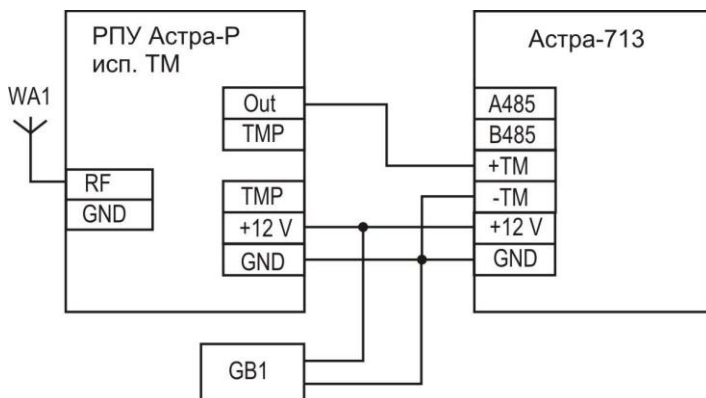 РПУ Астра-Р
исп. ТМ
Астра-713
WA1
Out
TMP
RF
GND
TMP
+12 V
GND
A485
B485
+TM
-TM
+12 V
GND
GB1